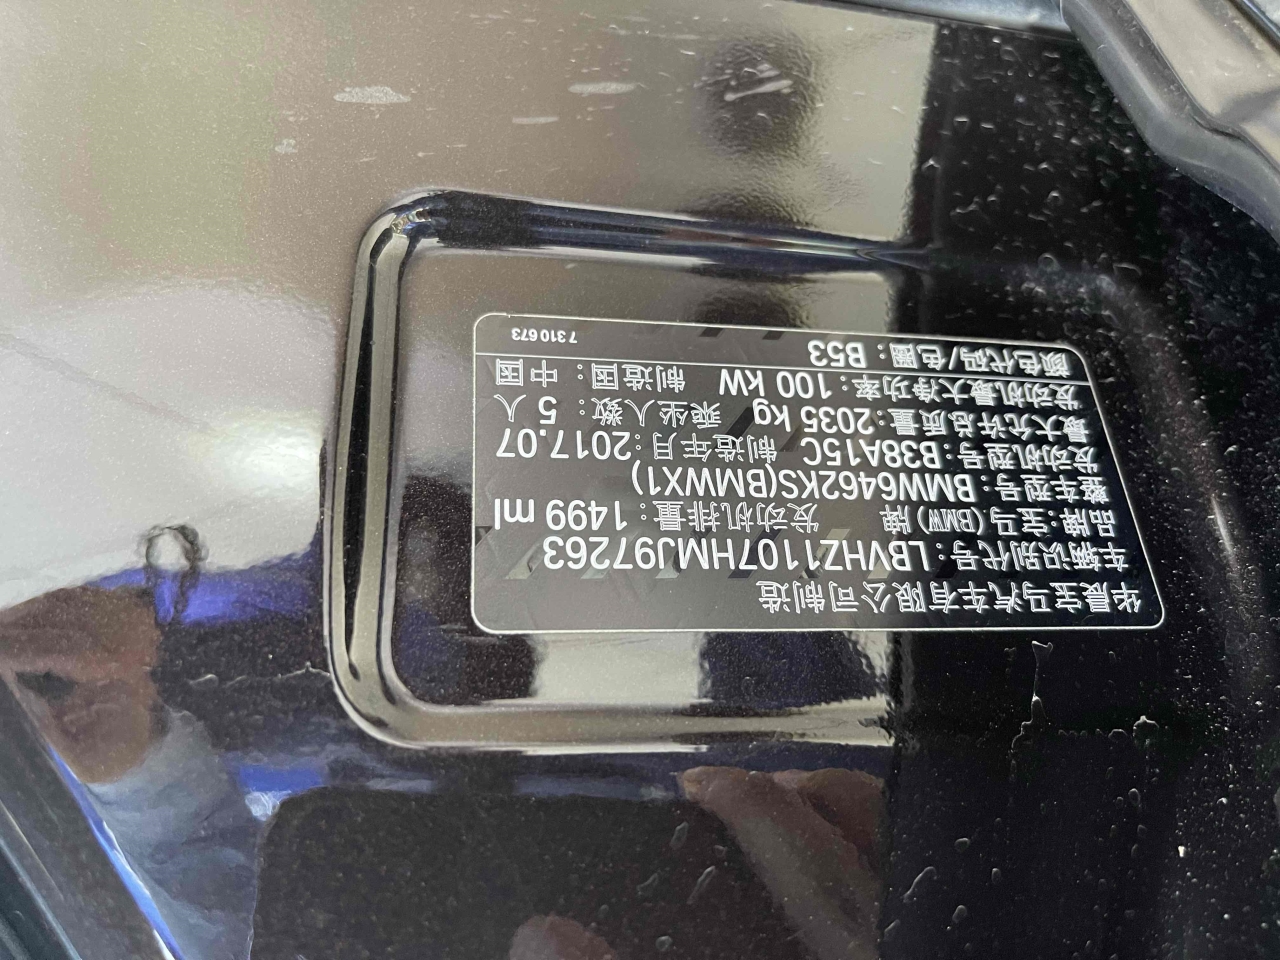 华晨宝马汽车有限公司制造
车辆识别代号：LBVHZ1107HMJ97263
品牌：宝马(BMW)牌 发动机排量：1499 ml
整车型号：BMW6462KS(BMWX1)
发动机型号：B38A15C 制造年月：2017.07
最大允许总质量：2035 kg 乘坐人数：5 人
发动机最大净功率：100 kW 制造国：中国
颜色代码/色圈：B53
7 310 673